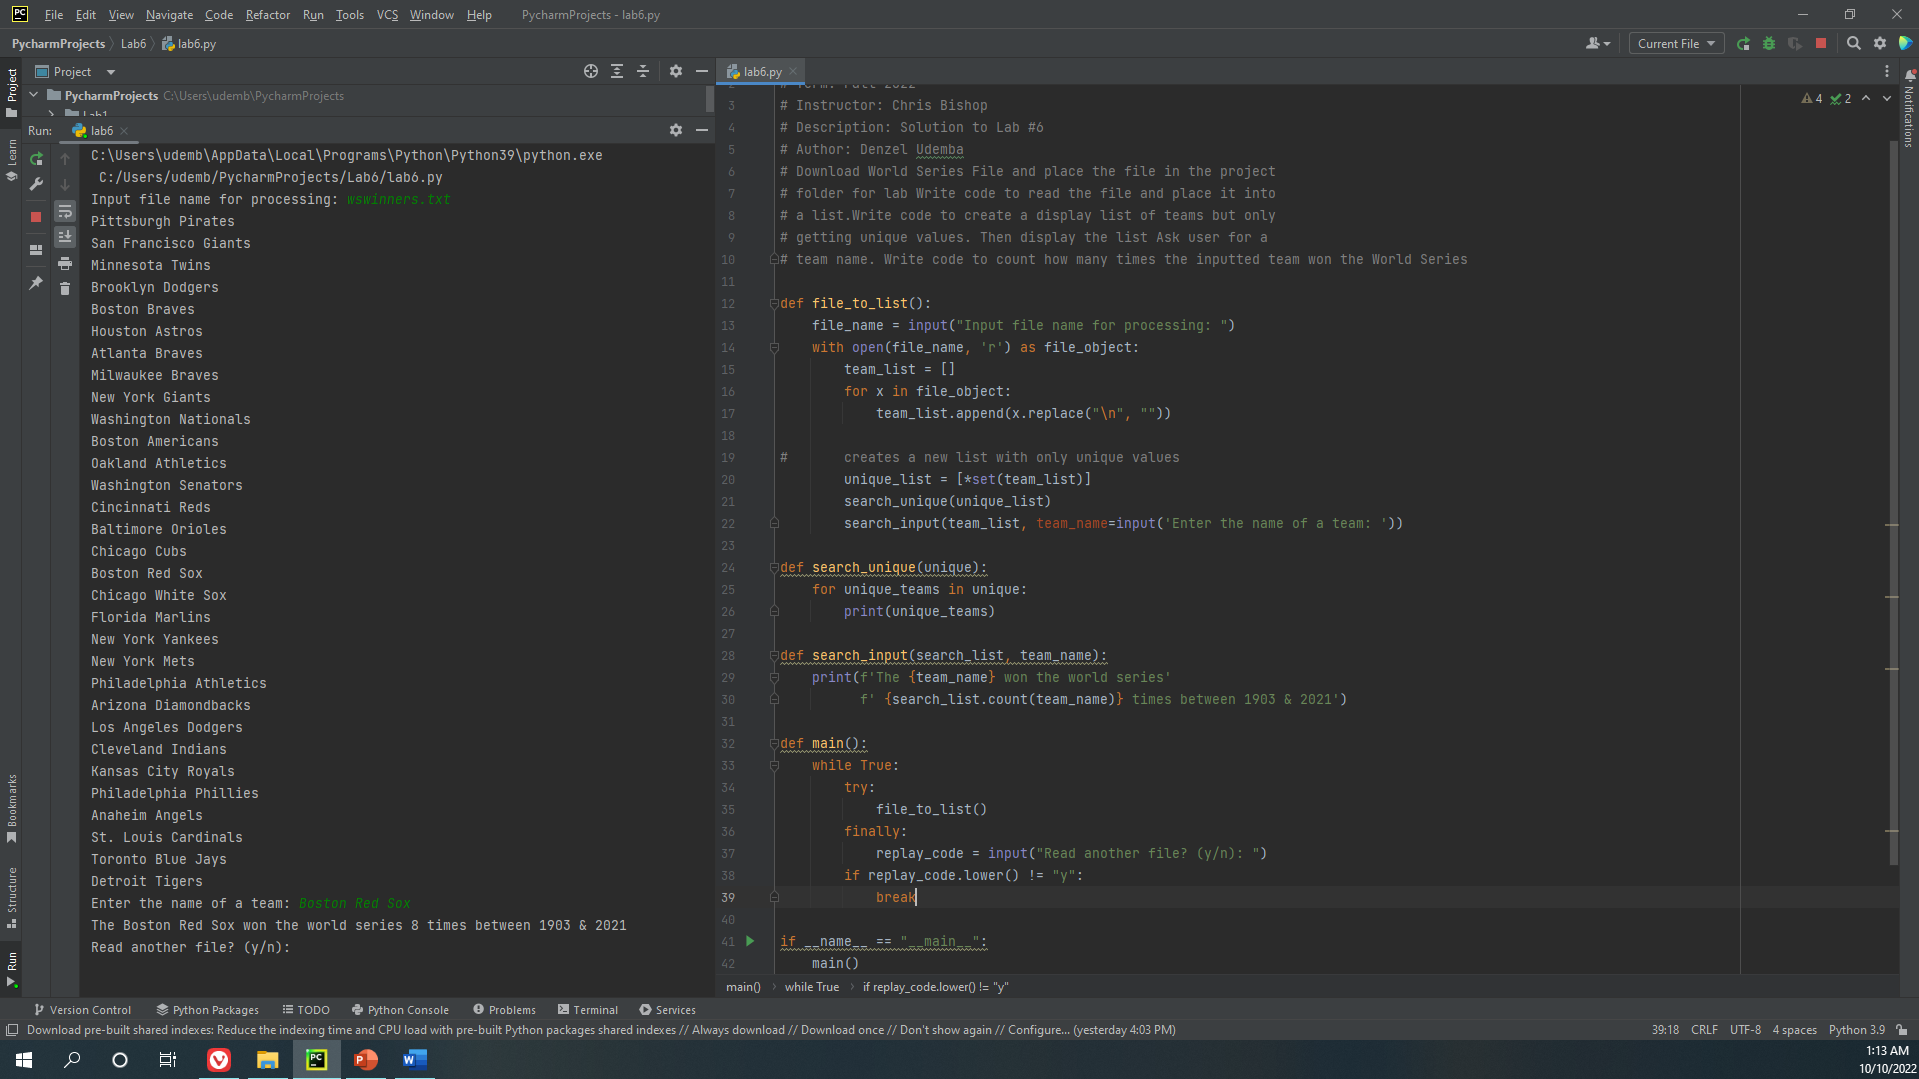 File Edit View Navigate Code Refactor Run Tools VCS Window Help PycharmProjects - lab6.py
PycharmProjects Lab6 lab6.py
Current File
Project
PycharmProjects C:\Users\udemb\PycharmProjects
Lab1
Run: lab6
C:\Users\udemb\AppData\Local\Programs\Python\Python39\python.exe
C:/Users/udemb/PycharmProjects/Lab6/lab6.py
Input file name for processing: wswinners.txt
Pittsburgh Pirates
San Francisco Giants
Minnesota Twins
Brooklyn Dodgers
Boston Braves
Houston Astros
Atlanta Braves
Milwaukee Braves
New York Giants
Washington Nationals
Boston Americans
Oakland Athletics
Washington Senators
Cincinnati Reds
Baltimore Orioles
Chicago Cubs
Boston Red Sox
Chicago White Sox
Florida Marlins
New York Yankees
New York Mets
Philadelphia Athletics
Arizona Diamondbacks
Los Angeles Dodgers
Cleveland Indians
Kansas City Royals
Philadelphia Phillies
Anaheim Angels
St. Louis Cardinals
Toronto Blue Jays
Detroit Tigers
Enter the name of a team: Boston Red Sox
The Boston Red Sox won the world series 8 times between 1903 & 2021
Read another file? (y/n):
lab6.py
4 2
2 # Term: Fall 2022
3 # Instructor: Chris Bishop
4 # Description: Solution to Lab #6
5 # Author: Denzel Udemba
6 # Download World Series File and place the file in the project
7 # folder for lab Write code to read the file and place it into
8 # a list.Write code to create a display list of teams but only
9 # getting unique values. Then display the list Ask user for a
10 # team name. Write code to count how many times the inputted team won the World Series
11
12 def file_to_list():
13 file_name = input("Input file name for processing: ")
14 with open(file_name, 'r') as file_object:
15 team_list = []
16 for x in file_object:
17 team_list.append(x.replace("\n", ""))
18
19 # creates a new list with only unique values
20 unique_list = [*set(team_list)]
21 search_unique(unique_list)
22 search_input(team_list, team_name=input('Enter the name of a team: '))
23
24 def search_unique(unique):
25 for unique_teams in unique:
26 print(unique_teams)
27
28 def search_input(search_list, team_name):
29 print(f'The {team_name} won the world series'
30 f' {search_list.count(team_name)} times between 1903 & 2021')
31
32 def main():
33 while True:
34 try:
35 file_to_list()
36 finally:
37 replay_code = input("Read another file? (y/n): ")
38 if replay_code.lower() != "y":
39 break
40
41 if __name__ == "__main__":
42 main()
main() while True if replay_code.lower() != "y"
Project
Learn
Bookmarks
Structure
Run
Notifications
Version Control Python Packages TODO Python Console Problems Terminal Services
Download pre-built shared indexes: Reduce the indexing time and CPU load with pre-built Python packages shared indexes // Always download // Download once // Don't show again // Configure... (yesterday 4:03 PM)
39:18 CRLF UTF-8 4 spaces Python 3.9
1:13 AM
10/10/2022